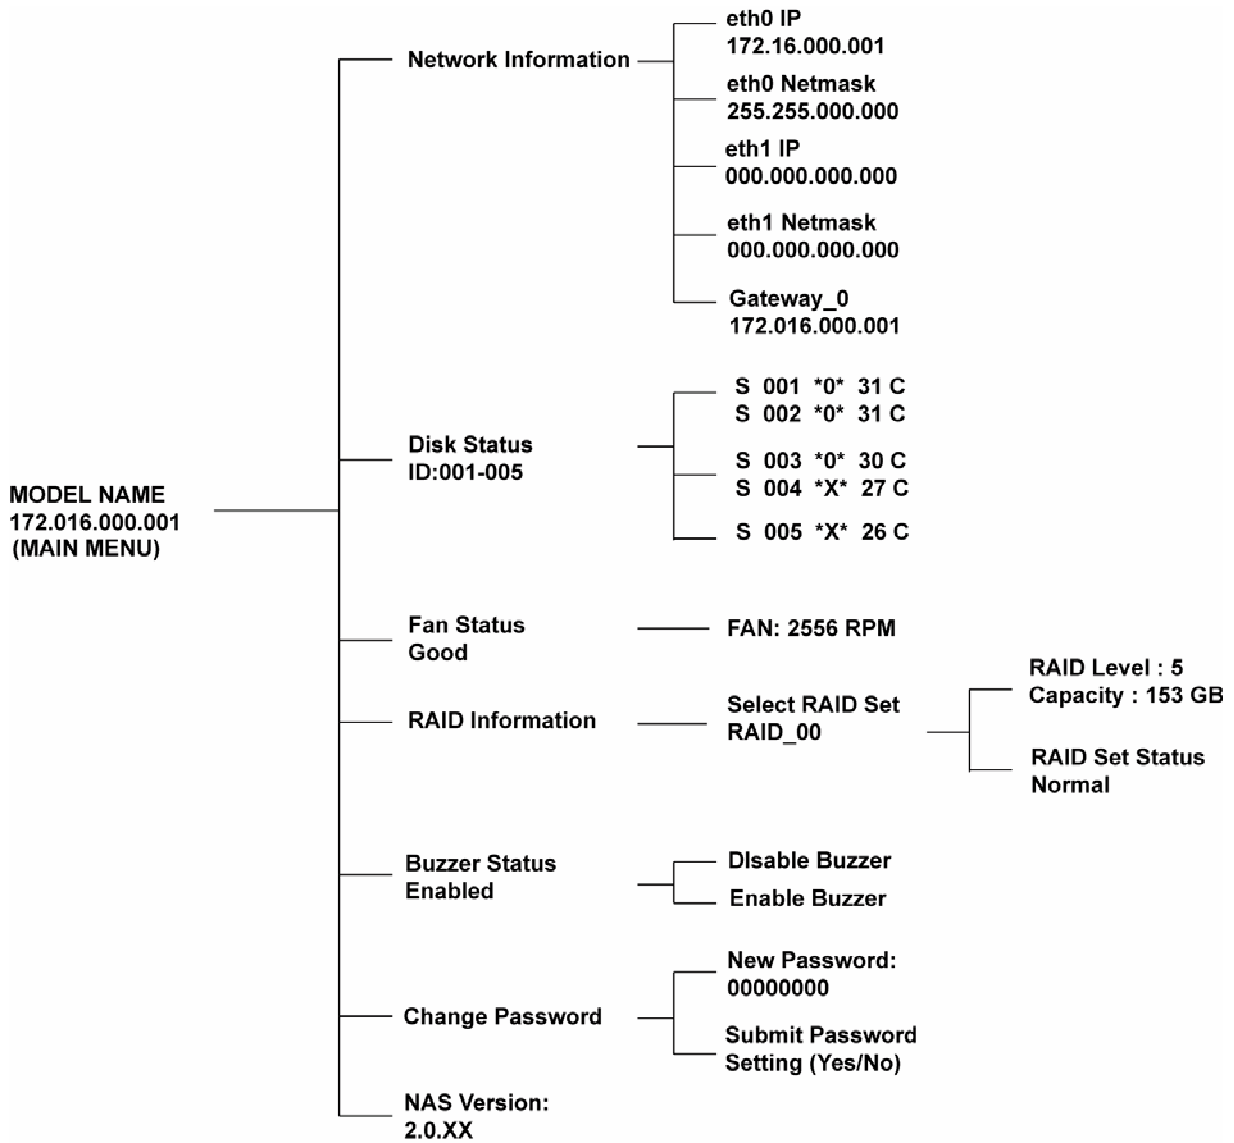 MODEL NAME
172.016.000.001
(MAIN MENU)
Network Information
eth0 IP
172.16.000.001
eth0 Netmask
255.255.000.000
eth1 IP
000.000.000.000
eth1 Netmask
000.000.000.000
Gateway_0
172.016.000.001
Disk Status
ID:001-005
S 001 *0* 31 C
S 002 *0* 31 C
S 003 *0* 30 C
S 004 *X* 27 C
S 005 *X* 26 C
Fan Status
Good
FAN: 2556 RPM
RAID Information
Select RAID Set
RAID_00
RAID Level : 5
Capacity : 153 GB
RAID Set Status
Normal
Buzzer Status
Enabled
DIsable Buzzer
Enable Buzzer
Change Password
New Password:
00000000
Submit Password
Setting (Yes/No)
NAS Version:
2.0.XX